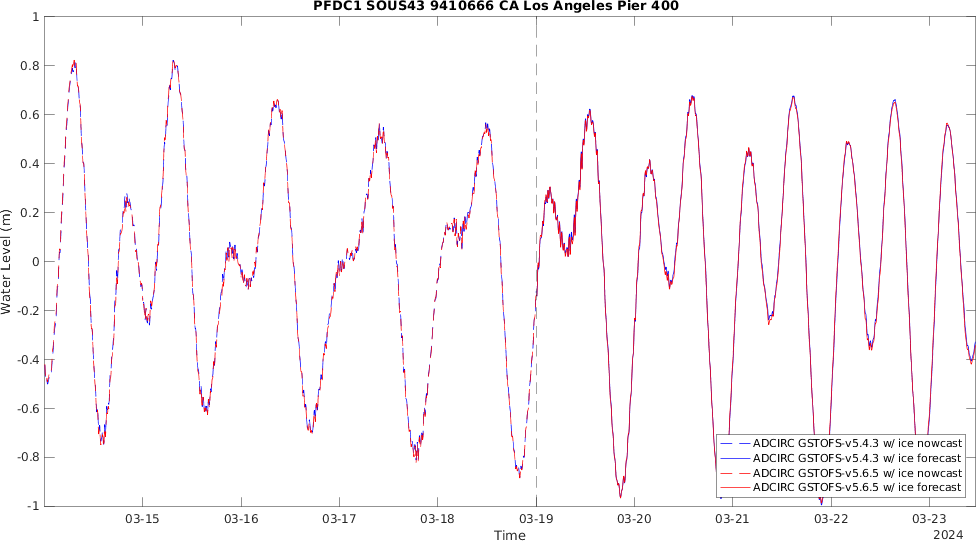 PFDC1 SOUS43 9410666 CA Los Angeles Pier 400
1
0.8
0.6
0.4
0.2
0
-0.2
-0.4
-0.6
-0.8
-1
Water Level (m)
ADCIRC GSTOFS-v5.4.3 w/ ice nowcast
ADCIRC GSTOFS-v5.4.3 w/ ice forecast
ADCIRC GSTOFS-v5.6.5 w/ ice nowcast
ADCIRC GSTOFS-v5.6.5 w/ ice forecast
03-15 03-16 03-17 03-18 03-19 03-20 03-21 03-22 03-23
Time
2024